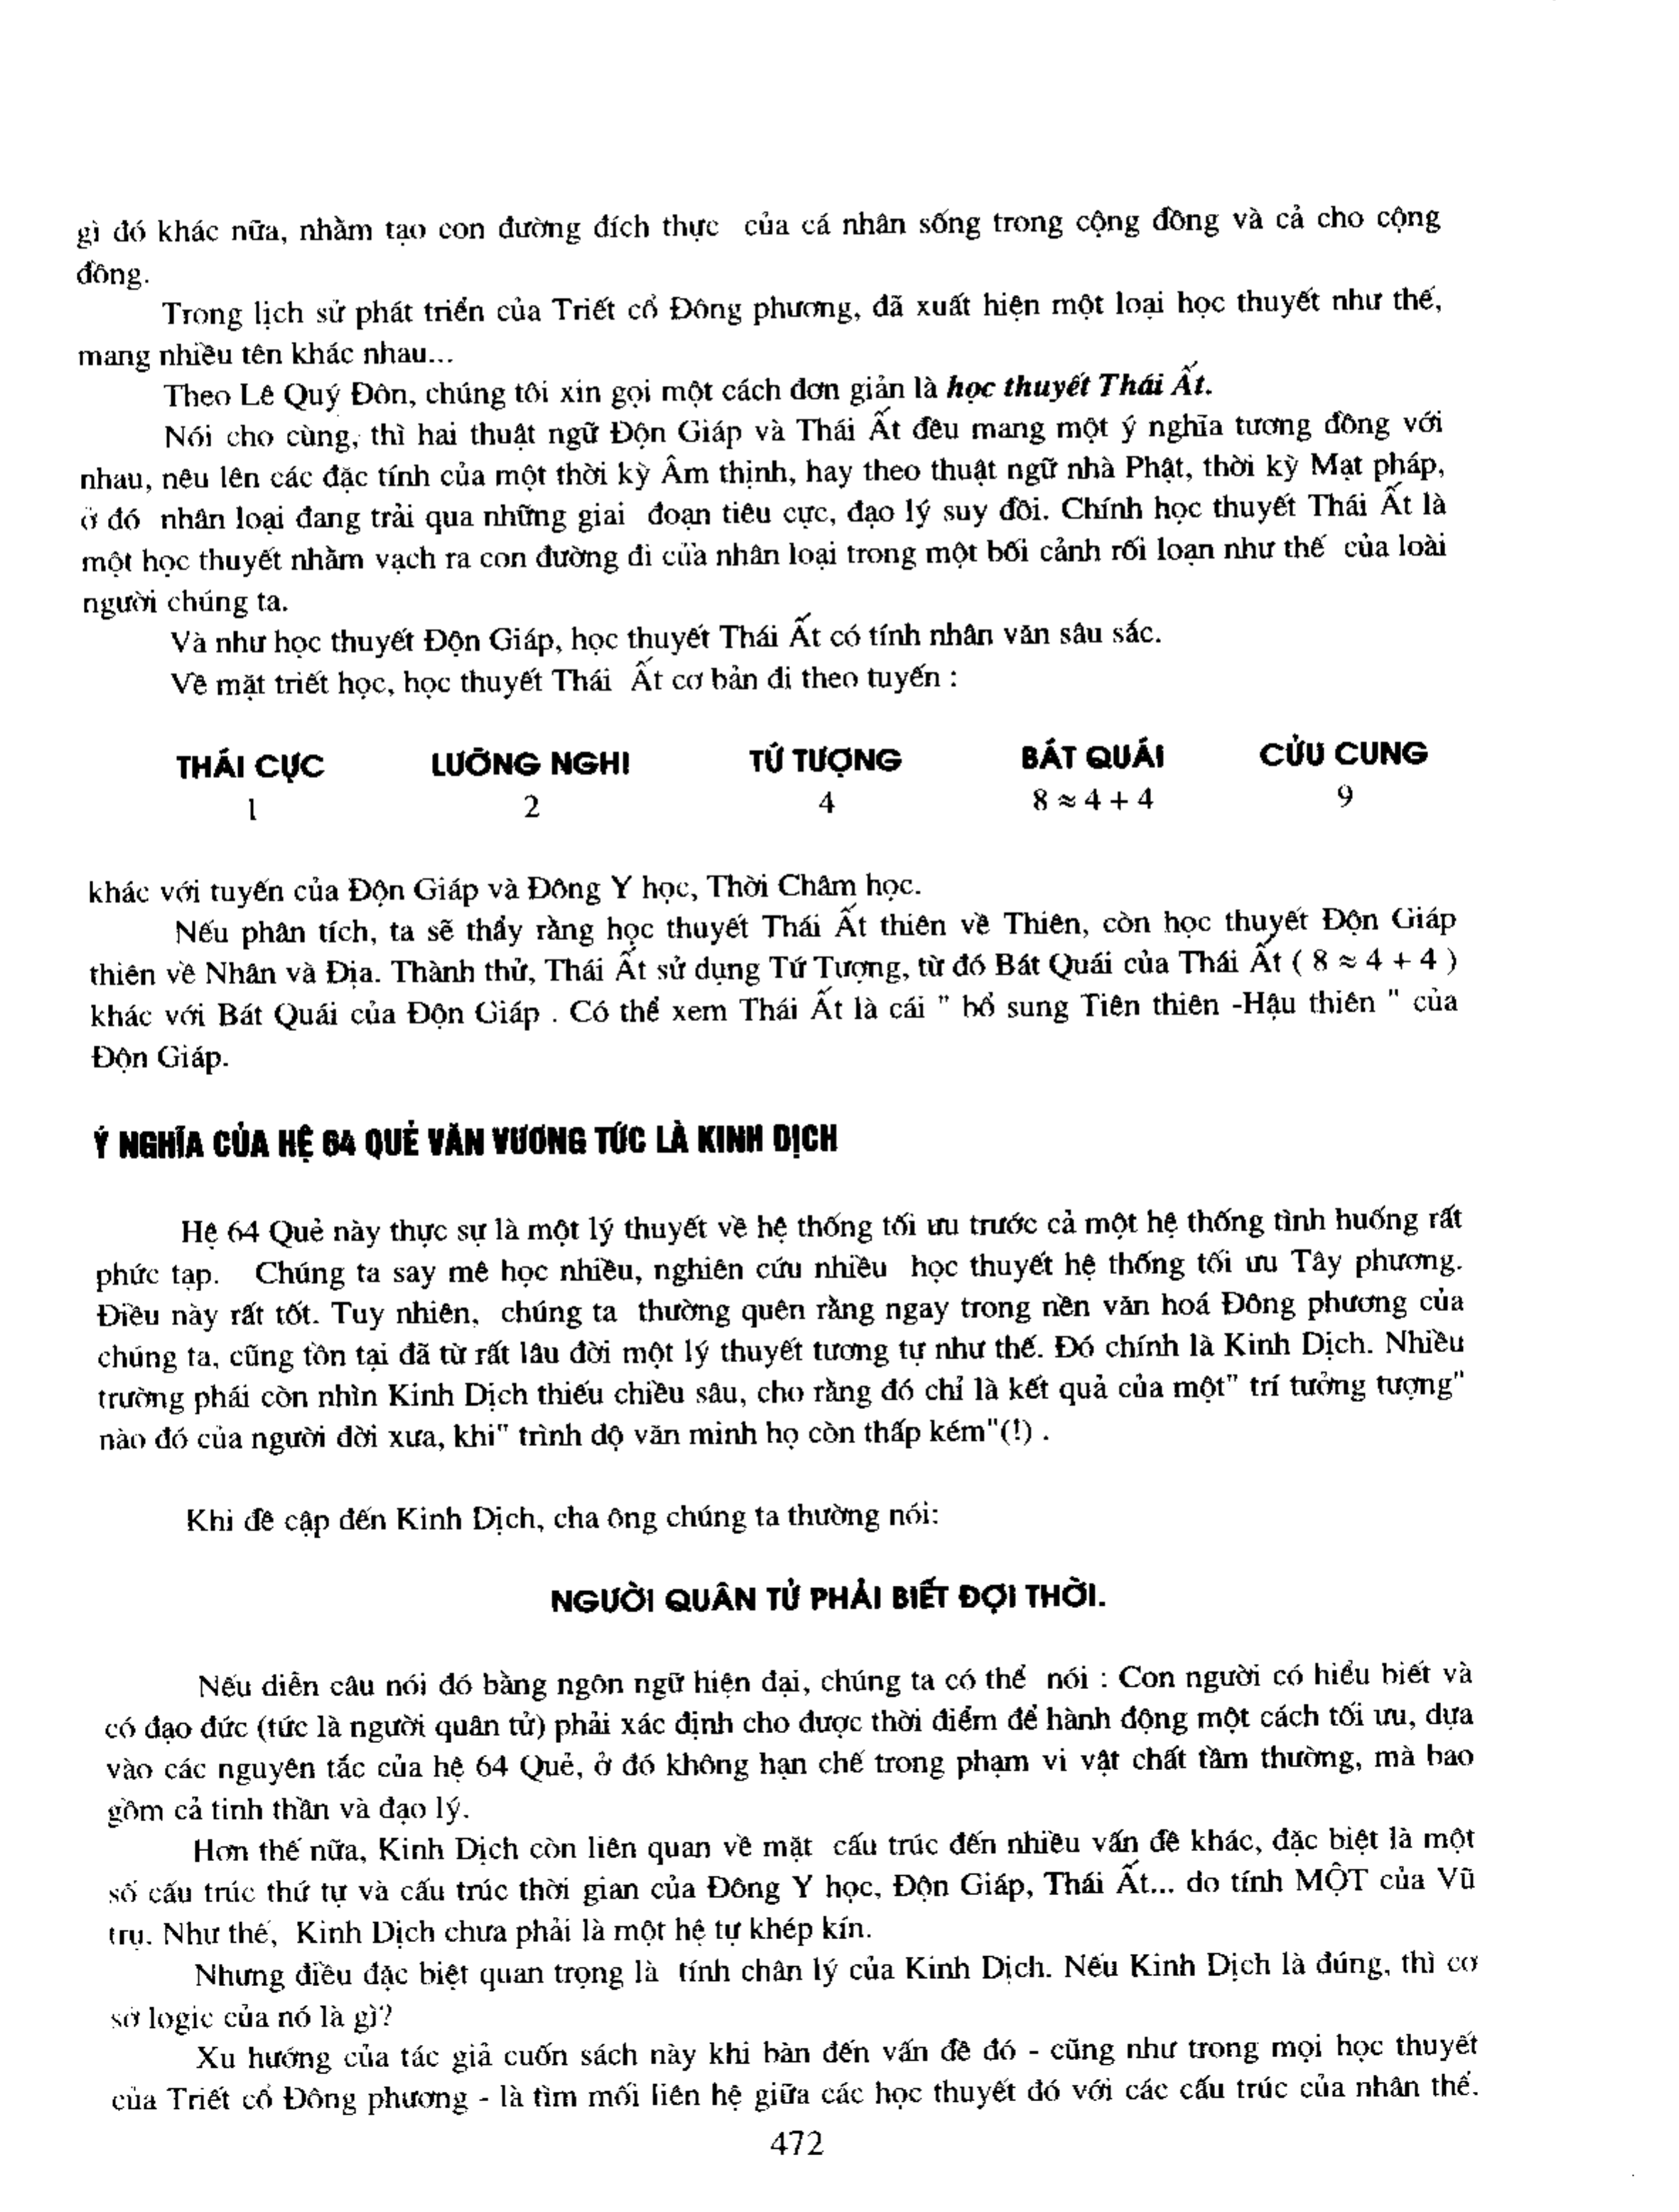 gì đó khác nữa, nhằm tạo con đường đích thực của cá nhân sống trong cộng đồng và cả cho cộng
đồng.
Trong lịch sử phát triển của Triết cổ Đông phương, đã xuất hiện một loại học thuyết như thế,
mang nhiều tên khác nhau...
Theo Lê Quý Đôn, chúng tôi xin gọi một cách đơn giản là học thuyết Thái Ất.
Nói cho cùng, thì hai thuật ngữ Độn Giáp và Thái Ất đều mang một ý nghĩa tương đồng với
nhau, nêu lên các đặc tính của một thời kỳ Âm thịnh, hay theo thuật ngữ nhà Phật, thời kỳ Mạt pháp,
ở đó nhân loại đang trải qua những giai đoạn tiêu cực, đạo lý suy đồi. Chính học thuyết Thái Ất là
một học thuyết nhằm vạch ra con đường đi của nhân loại trong một bối cảnh rối loạn như thế của loài
người chúng ta.
Và như học thuyết Độn Giáp, học thuyết Thái Ất có tính nhân văn sâu sắc.
Về mặt triết học, học thuyết Thái Ất cơ bản đi theo tuyến :
THÁI CỰC LƯỠNG NGHI TỨ TƯỢNG BÁT QUÁI CỬU CUNG
1 2 4 8 ≈ 4 + 4 9
khác với tuyến của Độn Giáp và Đông Y học, Thời Châm học.
Nếu phân tích, ta sẽ thấy rằng học thuyết Thái Ất thiên về Thiên, còn học thuyết Độn Giáp
thiên về Nhân và Địa. Thành thử, Thái Ất sử dụng Tứ Tượng, từ đó Bát Quái của Thái Ất ( 8 ≈ 4 + 4 )
khác với Bát Quái của Độn Giáp . Có thể xem Thái Ất là cái " bổ sung Tiên thiên -Hậu thiên " của
Độn Giáp.
Ý NGHĨA CỦA HỆ 64 QUẺ VĂN VƯƠNG TỨC LÀ KINH DỊCH
Hệ 64 Quẻ này thực sự là một lý thuyết về hệ thống tối ưu trước cả một hệ thống tình huống rất
phức tạp. Chúng ta say mê học nhiều, nghiên cứu nhiều học thuyết hệ thống tối ưu Tây phương.
Điều này rất tốt. Tuy nhiên, chúng ta thường quên rằng ngay trong nền văn hoá Đông phương của
chúng ta, cũng tồn tại đã từ rất lâu đời một lý thuyết tương tự như thế. Đó chính là Kinh Dịch. Nhiều
trường phái còn nhìn Kinh Dịch thiếu chiều sâu, cho rằng đó chỉ là kết quả của một" trí tưởng tượng"
nào đó của người đời xưa, khi" trình dộ văn minh họ còn thấp kém"(!) .
Khi đề cập đến Kinh Dịch, cha ông chúng ta thường nói:
NGƯỜI QUÂN TỬ PHẢI BIẾT ĐỢI THỜI.
Nếu diễn câu nói đó bằng ngôn ngữ hiện đại, chúng ta có thể nói : Con người có hiểu biết và
có đạo đức (tức là người quân tử) phải xác định cho được thời điểm để hành động một cách tối ưu, dựa
vào các nguyên tắc của hệ 64 Quẻ, ở đó không hạn chế trong phạm vi vật chất tầm thường, mà bao
gồm cả tinh thần và đạo lý.
Hơn thế nữa, Kinh Dịch còn liên quan về mặt cấu trúc đến nhiều vấn đề khác, đặc biệt là một
số cấu trúc thứ tự và cấu trúc thời gian của Đông Y học, Độn Giáp, Thái Ất... do tính MỘT của Vũ
trụ. Như thế, Kinh Dịch chưa phải là một hệ tự khép kín.
Nhưng điều đặc biệt quan trọng là tính chân lý của Kinh Dịch. Nếu Kinh Dịch là đúng, thì cơ
sở logic của nó là gì?
Xu hướng của tác giả cuốn sách này khi bàn đến vấn đề đó - cũng như trong mọi học thuyết
của Triết cổ Đông phương - là tìm mối liên hệ giữa các học thuyết đó với các cấu trúc của nhân thể.
472